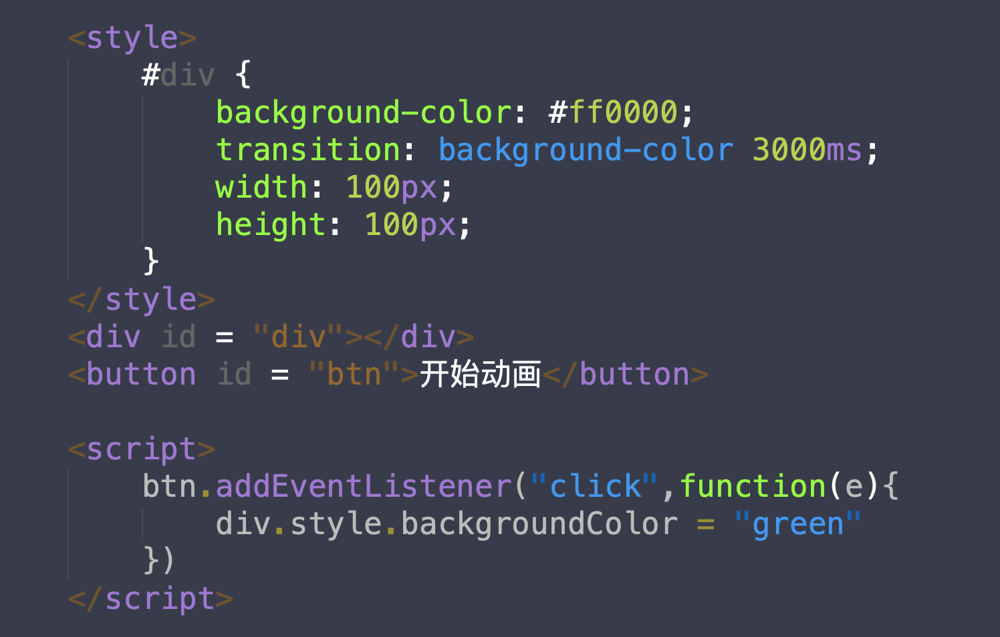 <style>
    #div {
        background-color: #ff0000;
        transition: background-color 3000ms;
        width: 100px;
        height: 100px;
    }
</style>
<div id = "div"></div>
<button id = "btn">开始动画</button>

<script>
    btn.addEventListener("click",function(e){
        div.style.backgroundColor = "green"
    })
</script>